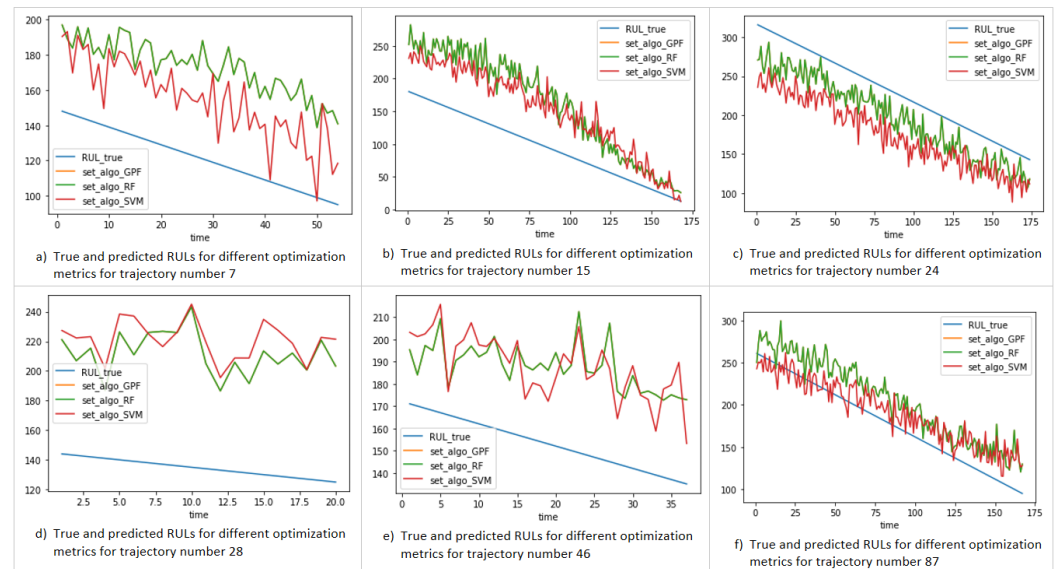 200
180
160
140
120
100
RUL_true
set_algo_GPF
set_algo_RF
set_algo_SVM
0 10 20 30 40 50
time
a) True and predicted RULs for different optimization
metrics for trajectory number 7
250
200
150
100
50
0
RUL_true
set_algo_GPF
set_algo_RF
set_algo_SVM
0 25 50 75 100 125 150 175
time
b) True and predicted RULs for different optimization
metrics for trajectory number 15
300
250
200
150
100
RUL_true
set_algo_GPF
set_algo_RF
set_algo_SVM
0 25 50 75 100 125 150 175
time
c) True and predicted RULs for different optimization
metrics for trajectory number 24
240
220
200
180
160
140
120
RUL_true
set_algo_GPF
set_algo_RF
set_algo_SVM
2.5 5.0 7.5 10.0 12.5 15.0 17.5 20.0
time
d) True and predicted RULs for different optimization
metrics for trajectory number 28
210
200
190
180
170
160
150
140
RUL_true
set_algo_GPF
set_algo_RF
set_algo_SVM
0 5 10 15 20 25 30 35
time
e) True and predicted RULs for different optimization
metrics for trajectory number 46
300
250
200
150
100
RUL_true
set_algo_GPF
set_algo_RF
set_algo_SVM
0 25 50 75 100 125 150 175
time
f) True and predicted RULs for different optimization
metrics for trajectory number 87